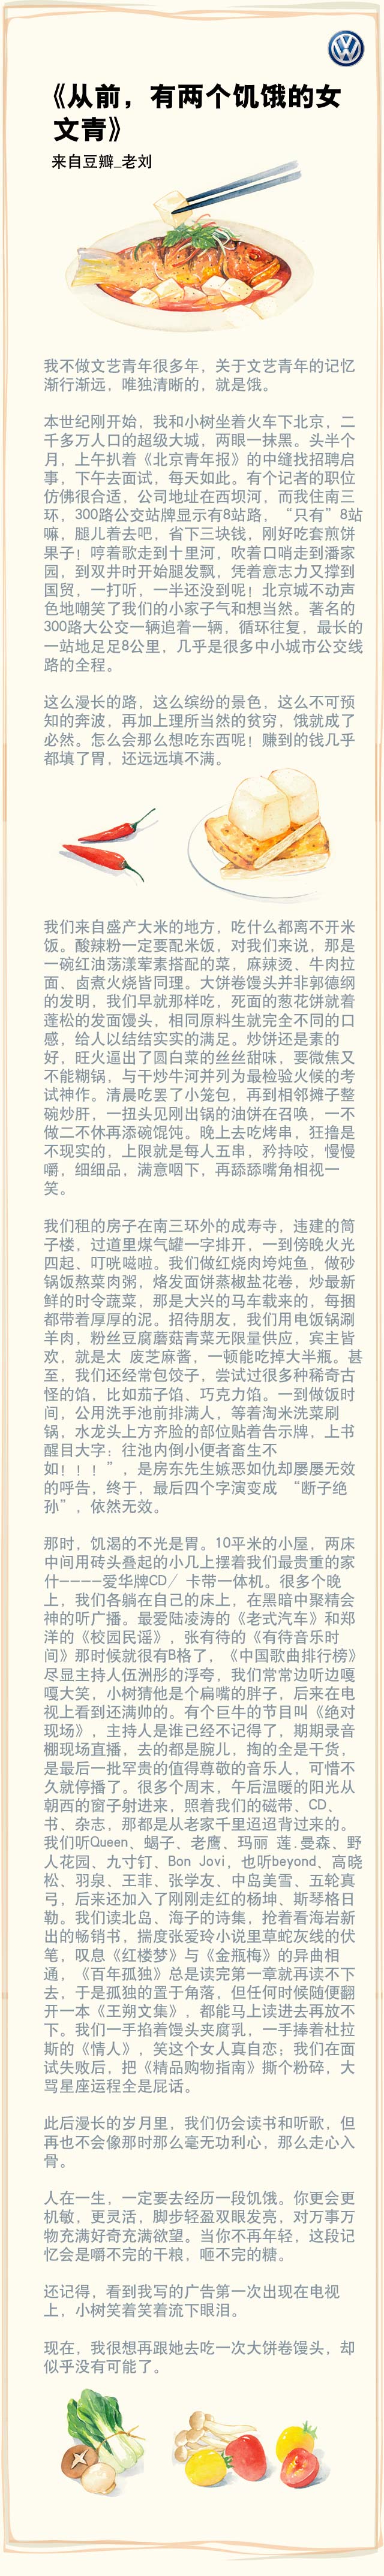 《从前，有两个饥饿的女
文青》
来自豆瓣_老刘
我不做文艺青年很多年，关于文艺青年的记忆
渐行渐远，唯独清晰的，就是饿。
本世纪刚开始，我和小树坐着火车下北京，二
千多万人口的超级大城，两眼一抹黑。头半个
月，上午扒着《北京青年报》的中缝找招聘启
事，下午去面试，每天如此。有个记者的职位
仿佛很合适，公司地址在西坝河，而我住南三
环，300路公交站牌显示有8站路，“只有”8站
嘛，腿儿着去吧，省下三块钱，刚好吃套煎饼
果子！哼着歌走到十里河，吹着口哨走到潘家
园，到双井时开始腿发飘，凭着意志力又撑到
国贸，一打听，一半还没到呢！北京城不动声
色地嘲笑了我们的小家子气和想当然。著名的
300路大公交一辆追着一辆，循环往复，最长的
一站地足足8公里，几乎是很多中小城市公交线
路的全程。
这么漫长的路，这么缤纷的景色，这么不可预
知的奔波，再加上理所当然的贫穷，饿就成了
必然。怎么会那么想吃东西呢！赚到的钱几乎
都填了胃，还远远填不满。
我们来自盛产大米的地方，吃什么都离不开米
饭。酸辣粉一定要配米饭，对我们来说，那是
一碗红油荡漾荤素搭配的菜，麻辣烫、牛肉拉
面、卤煮火烧皆同理。大饼卷馒头并非郭德纲
的发明，我们早就那样吃，死面的葱花饼就着
蓬松的发面馒头，相同原料生就完全不同的口
感，给人以结结实实的满足。炒饼还是素的
好，旺火逼出了圆白菜的丝丝甜味，要微焦又
不能糊锅，与干炒牛河并列为最检验火候的考
试神作。清晨吃罢了小笼包，再到相邻摊子整
碗炒肝，一扭头见刚出锅的油饼在召唤，一不
做二不休再添碗馄饨。晚上去吃烤串，狂撸是
不现实的，上限就是每人五串，矜持咬，慢慢
嚼，细细品，满意咽下，再舔舔嘴角相视一
笑。
我们租的房子在南三环外的成寿寺，违建的筒
子楼，过道里煤气罐一字排开，一到傍晚火光
四起、叮咣嗞啦。我们做红烧肉垮炖鱼，做砂
锅饭熬菜肉粥，烙发面饼蒸椒盐花卷，炒最新
鲜的时令蔬菜，那是大兴的马车载来的，每捆
都带着厚厚的泥。招待朋友，我们用电饭锅涮
羊肉，粉丝豆腐蘑菇青菜无限量供应，宾主皆
欢，就是太 废芝麻酱，一顿能吃掉大半瓶。甚
至，我们还经常包饺子，尝试过很多种稀奇古
怪的馅，比如茄子馅、巧克力馅。一到做饭时
间，公用洗手池前排满人，等着淘米洗菜刷
锅，水龙头上方齐脸的部位贴着告示牌，上书
醒目大字：往池内倒小便者畜生不
如！！！”，是房东先生嫉恶如仇却屡屡无效
的呼告，终于，最后四个字演变成 “断子绝
孙”，依然无效。
那时，饥渴的不光是胃。10平米的小屋，两床
中间用砖头叠起的小几上摆着我们最贵重的家
什----爱华牌CD/ 卡带一体机。很多个晚
上，我们各躺在自己的床上，在黑暗中聚精会
神的听广播。最爱陆凌涛的《老式汽车》和郑
洋的《校园民谣》，张有待的《有待音乐时
间》那时候就很有B格了，《中国歌曲排行榜》
尽显主持人伍洲彤的浮夸，我们常常边听边嘎
嘎大笑，小树猜他是个扁嘴的胖子，后来在电
视上看到还满帅的。有个巨牛的节目叫《绝对
现场》，主持人是谁已经不记得了，期期录音
棚现场直播，去的都是腕儿，掏的全是干货，
是最后一批罕贵的值得尊敬的音乐人，可惜不
久就停播了。很多个周末，午后温暖的阳光从
朝西的窗子射进来，照着我们的磁带、CD、
书、杂志，那都是从老家千里迢迢背过来的。
我们听Queen、蝎子、老鹰、玛丽 莲.曼森、野
人花园、九寸钉、Bon Jovi，也听beyond、高晓
松、羽泉、王菲、张学友、中岛美雪、五轮真
弓，后来还加入了刚刚走红的杨坤、斯琴格日
勒。我们读北岛、海子的诗集，抢着看海岩新
出的畅销书，揣度张爱玲小说里草蛇灰线的伏
笔，叹息《红楼梦》与《金瓶梅》的异曲相
通，《百年孤独》总是读完第一章就再读不下
去，于是孤独的置于角落，但任何时候随便翻
开一本《王朔文集》，都能马上读进去再放不
下。我们一手掐着馒头夹腐乳，一手捧着杜拉
斯的《情人》，笑这个女人真自恋；我们在面
试失败后，把《精品购物指南》撕个粉碎，大
骂星座运程全是屁话。
此后漫长的岁月里，我们仍会读书和听歌，但
再也不会像那时那么毫无功利心，那么走心入
骨。
人在一生，一定要去经历一段饥饿。你更会更
机敏，更灵活，脚步轻盈双眼发亮，对万事万
物充满好奇充满欲望。当你不再年轻，这段记
忆会是嚼不完的干粮，咂不完的糖。
还记得，看到我写的广告第一次出现在电视
上，小树笑着笑着流下眼泪。
现在，我很想再跟她去吃一次大饼卷馒头，却
似乎没有可能了。